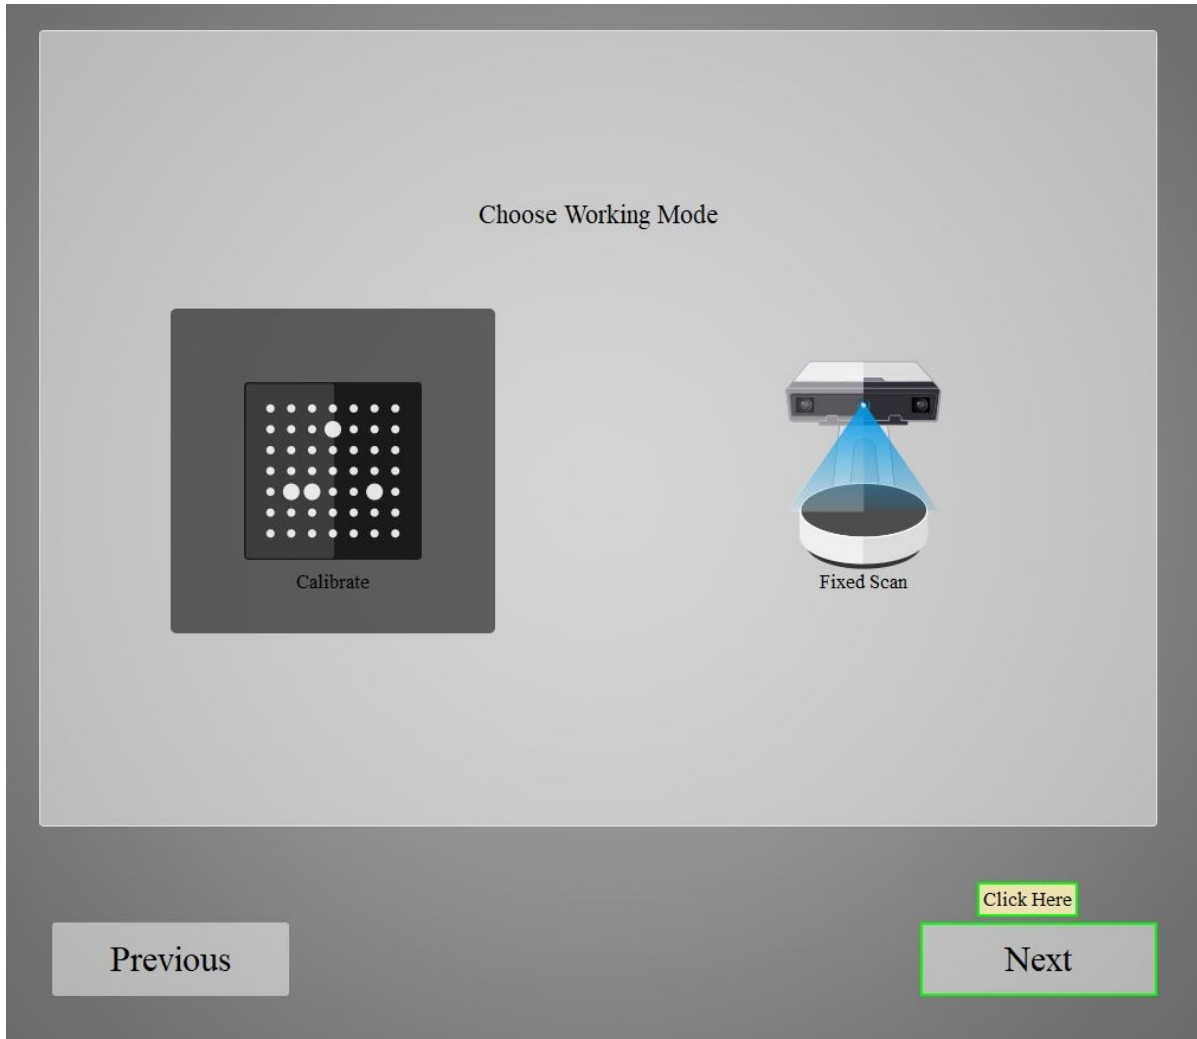 Choose Working Mode
Calibrate
Fixed Scan
Click Here
Previous
Next